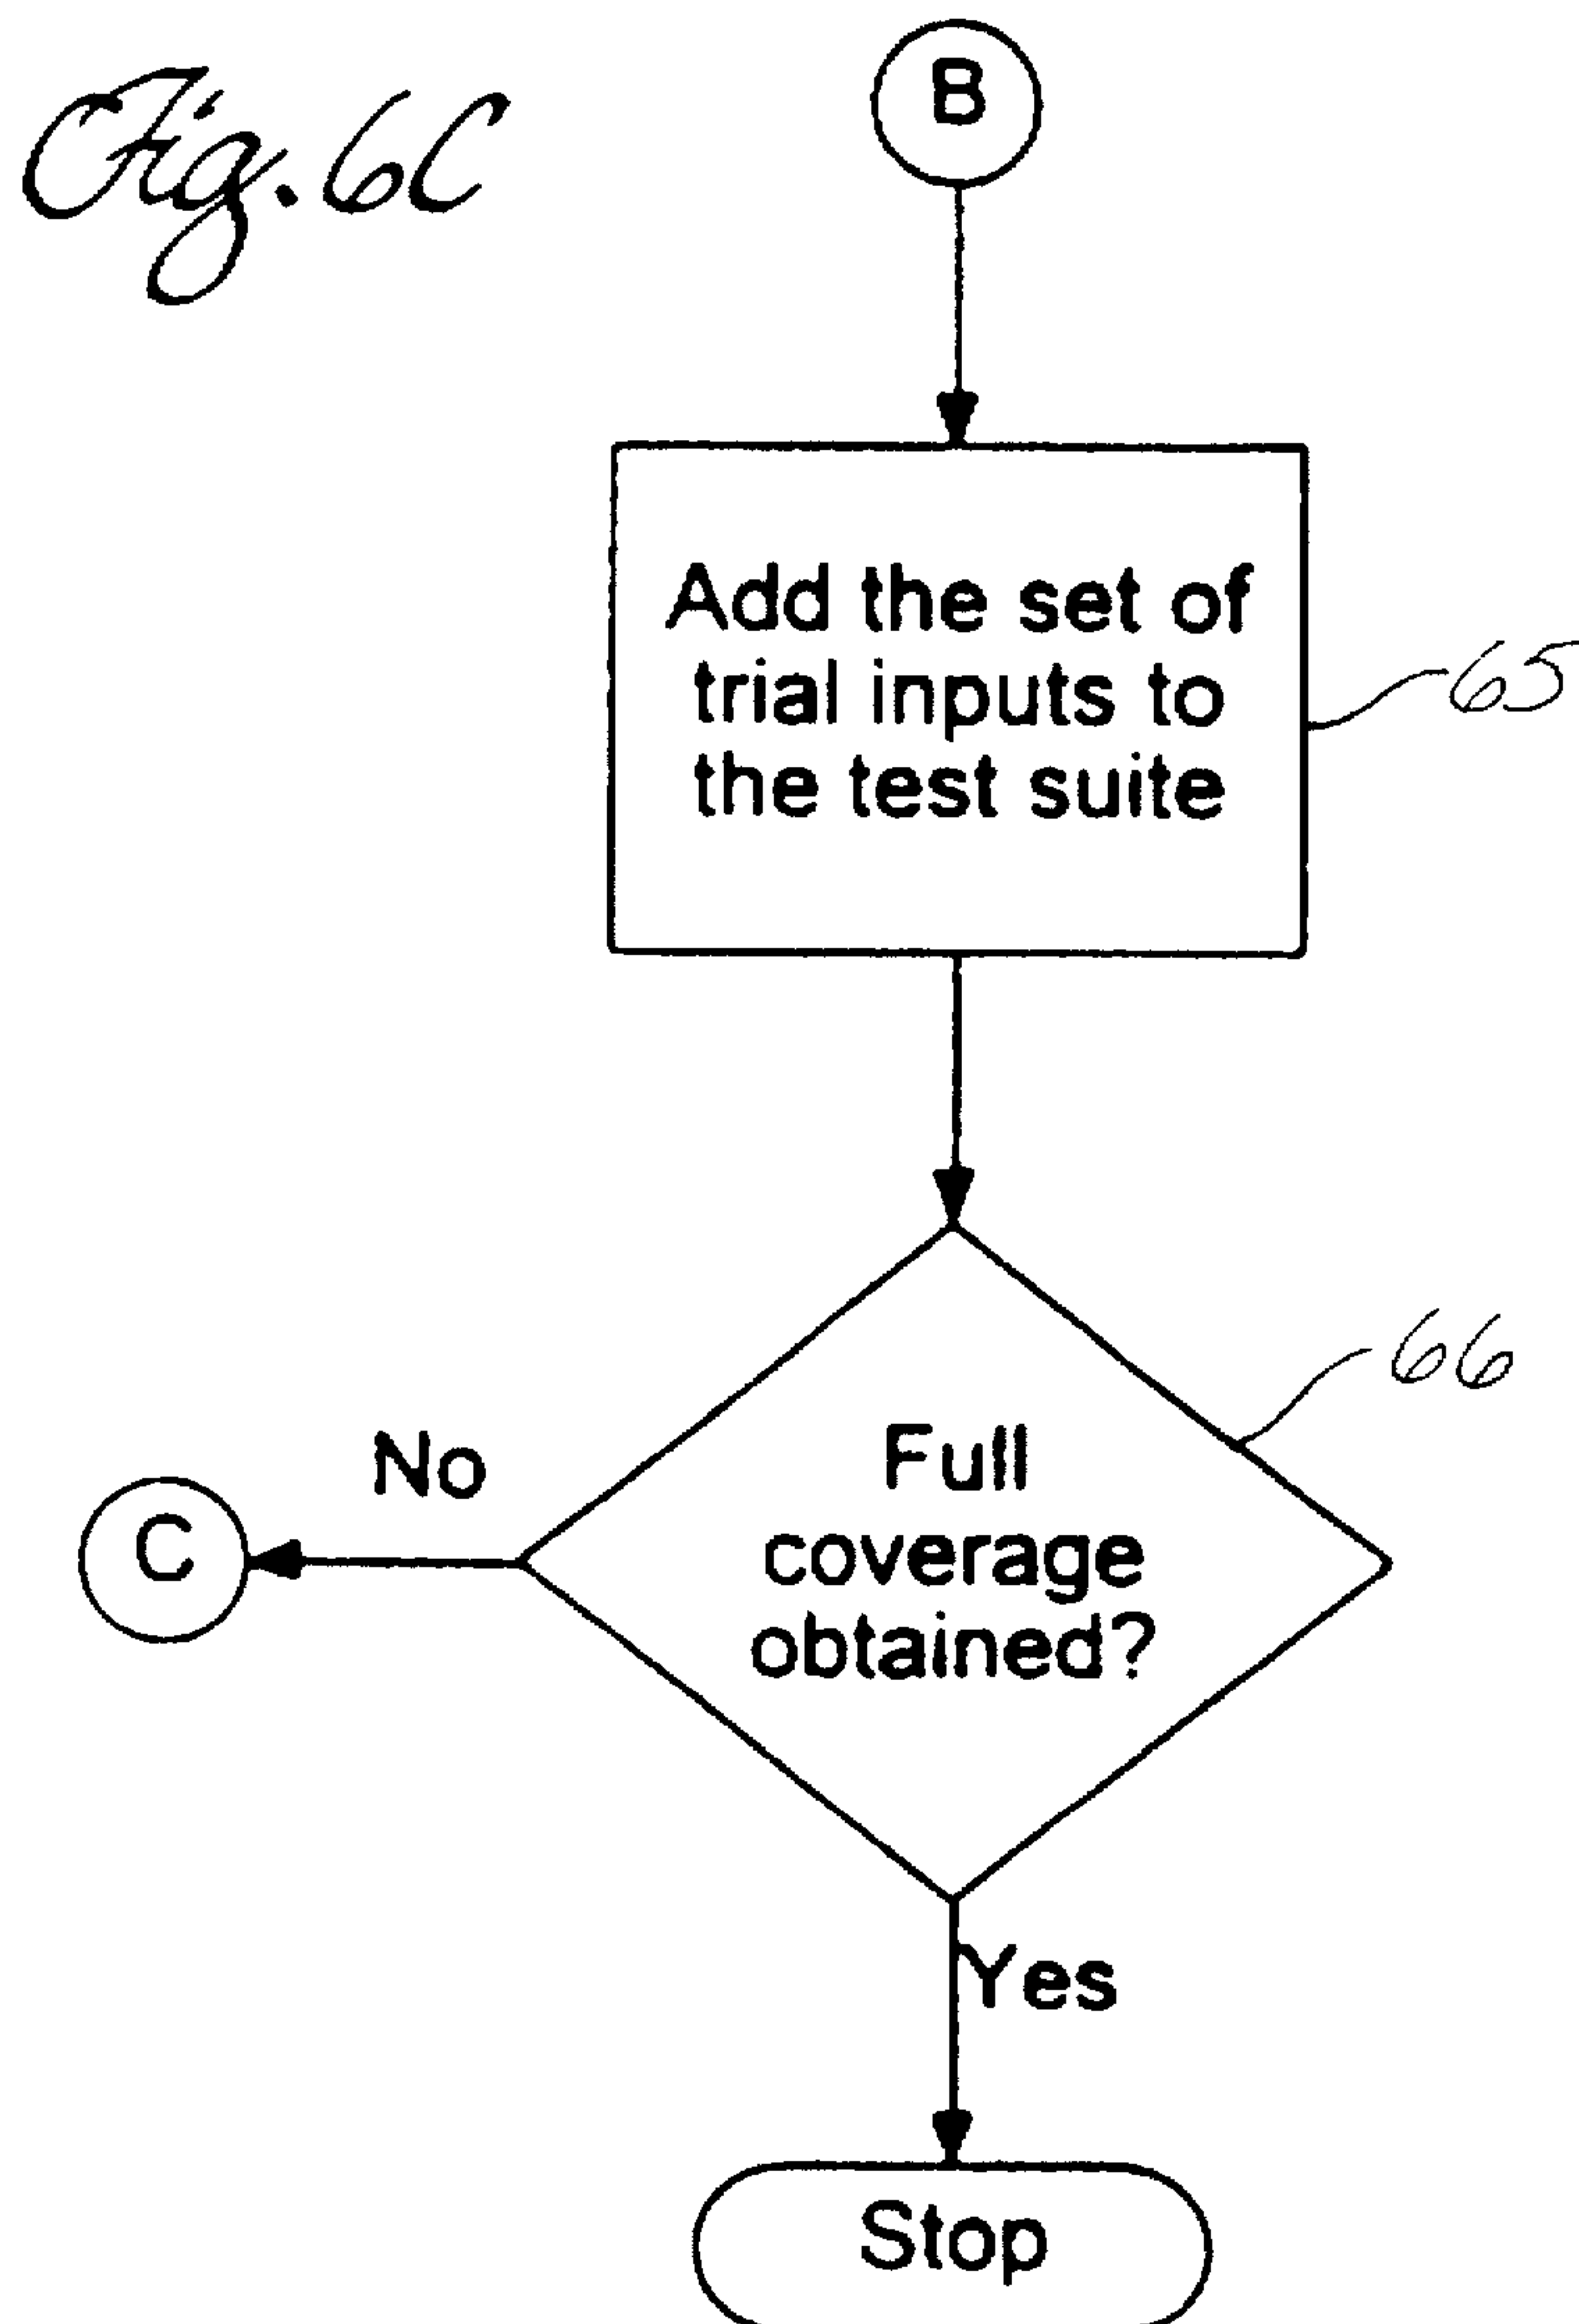 Fig. 6C
B
Add the set of
trial inputs to
the test suite
65
66
Full
coverage
obtained?
No
C
Yes
Stop